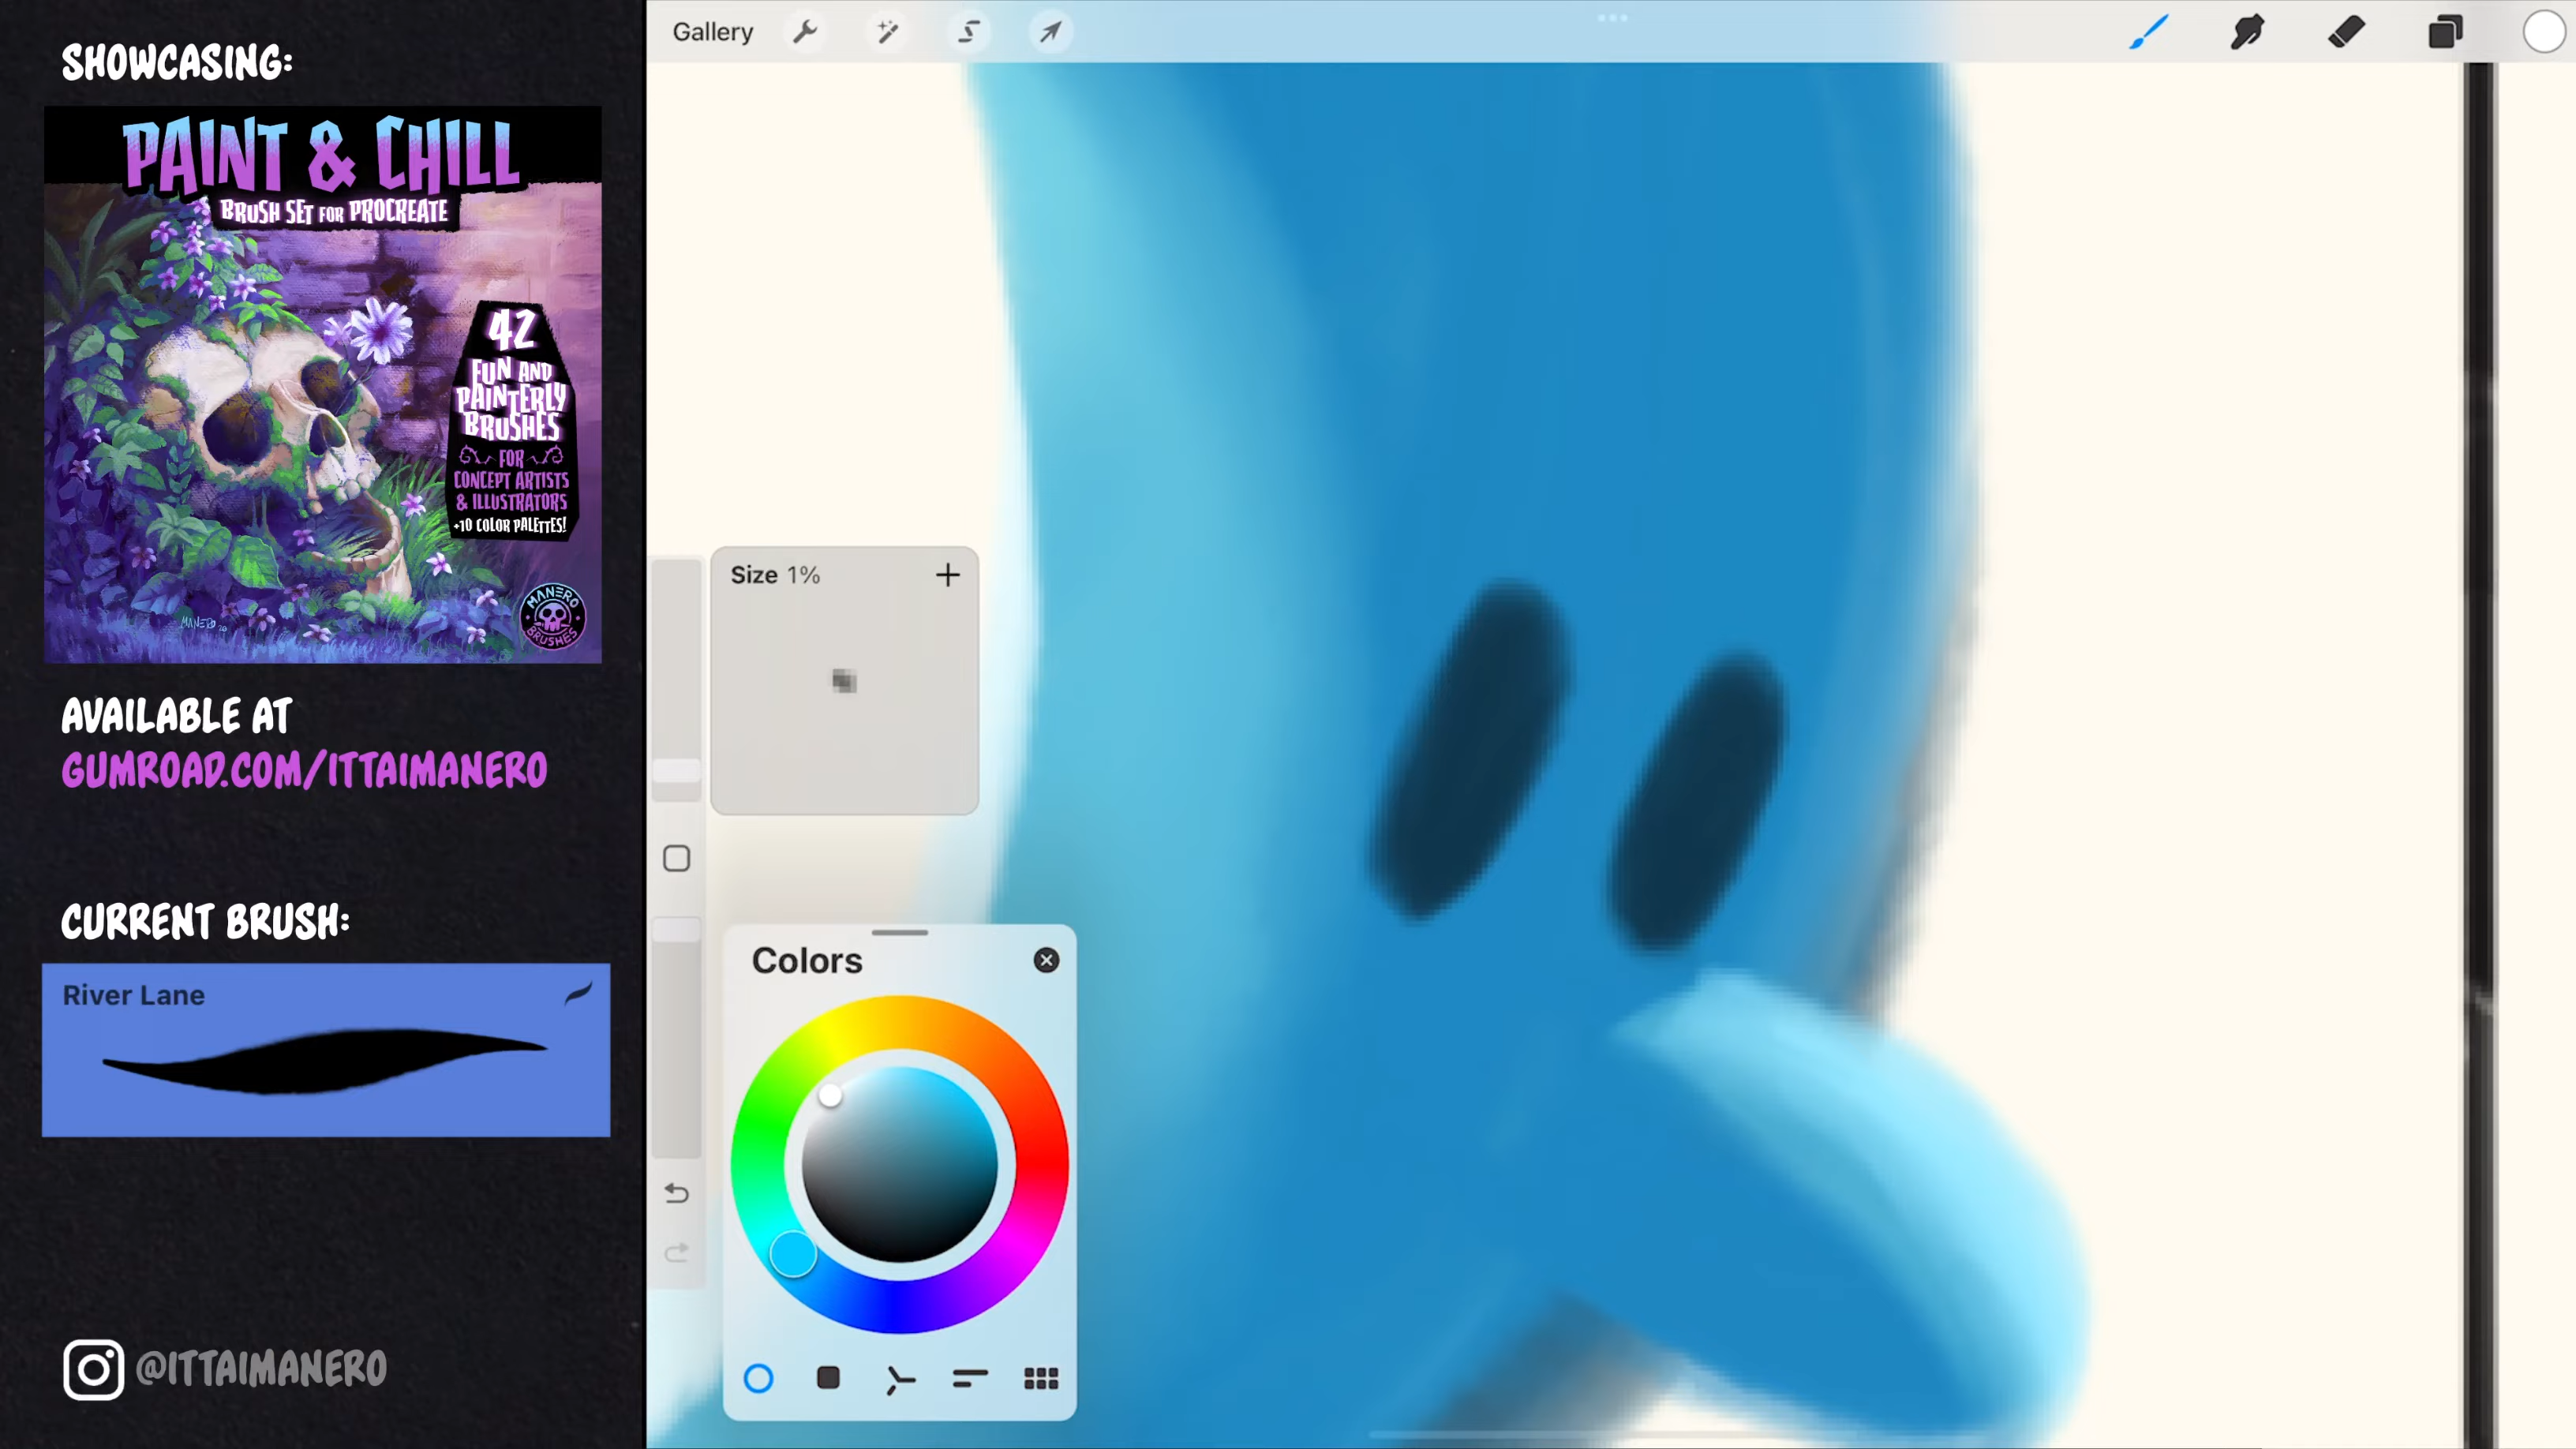 SHOWCASING:
PAINT & CHILL
BRUSH SET FOR PROCREATE
42
FUN AND
PAINTERLY
BRUSHES
FOR
CONCEPT ARTISTS
& ILLUSTRATORS
+10 COLOR PALETTES!
MANERO
MANERO
BRUSHES
AVAILABLE AT
GUMROAD.COM/ITTAIMANERO
CURRENT BRUSH:
River Lane
@ITTAIMANERO
Gallery
Size 1%
Colors